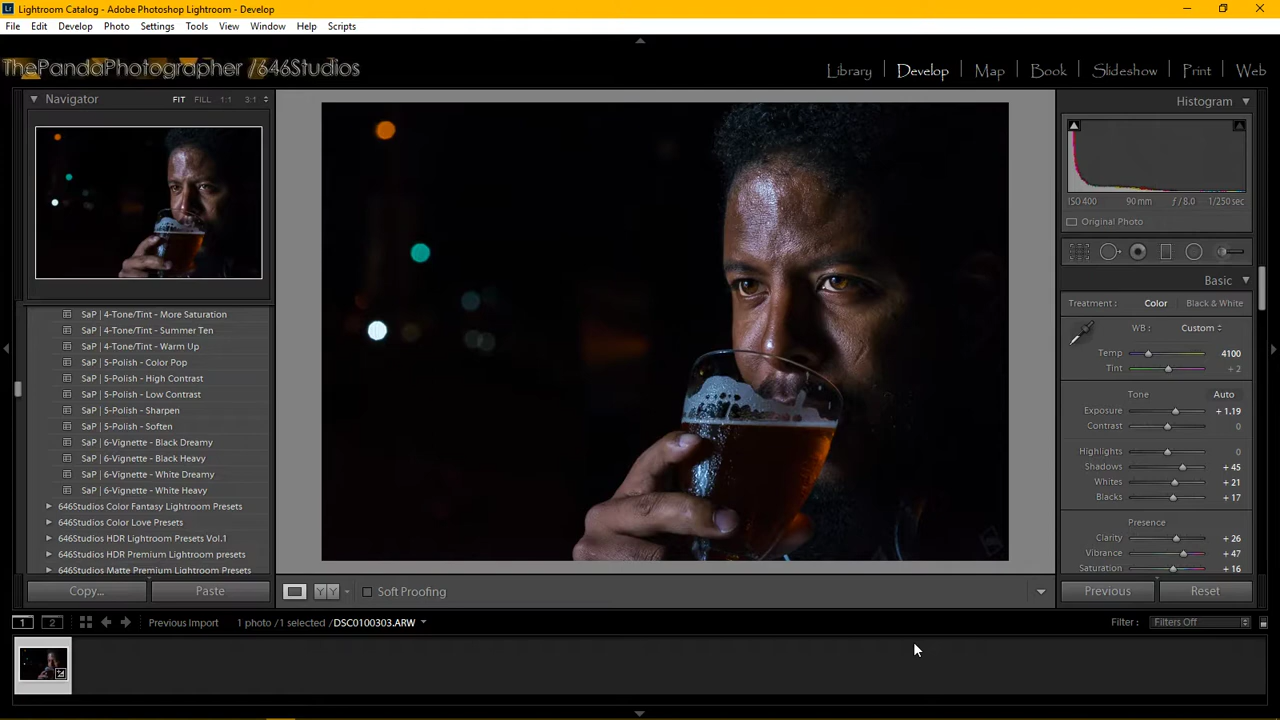 Lightroom Catalog - Adobe Photoshop Lightroom - Develop
File Edit Develop Photo Settings Tools View Window Help Scripts
ThePandaPhotographer /646Studios
Library Develop Map Book Slideshow Print Web
Navigator FIT FILL 1:1 3:1
Histogram
ISO 400 90 mm ƒ / 8.0 1/250 sec
Original Photo
Basic
Treatment: Color Black & White
WB: Custom
Temp 4100
Tint + 2
Tone Auto
Exposure + 1.19
Contrast 0
Highlights 0
Shadows + 45
Whites + 21
Blacks + 17
Presence
Clarity + 26
Vibrance + 47
Saturation + 16
SaP | 4-Tone/Tint - More Saturation
SaP | 4-Tone/Tint - Summer Ten
SaP | 4-Tone/Tint - Warm Up
SaP | 5-Polish - Color Pop
SaP | 5-Polish - High Contrast
SaP | 5-Polish - Low Contrast
SaP | 5-Polish - Sharpen
SaP | 5-Polish - Soften
SaP | 6-Vignette - Black Dreamy
SaP | 6-Vignette - Black Heavy
SaP | 6-Vignette - White Dreamy
SaP | 6-Vignette - White Heavy
646Studios Color Fantasy Lightroom Presets
646Studios Color Love Presets
646Studios HDR Lightroom Presets Vol.1
646Studios HDR Premium Lightroom presets
646Studios Matte Premium Lightroom Presets
Copy... Paste
Soft Proofing
Previous Reset
1 2 Previous Import 1 photo / 1 selected / DSC0100303.ARW
Filter: Filters Off